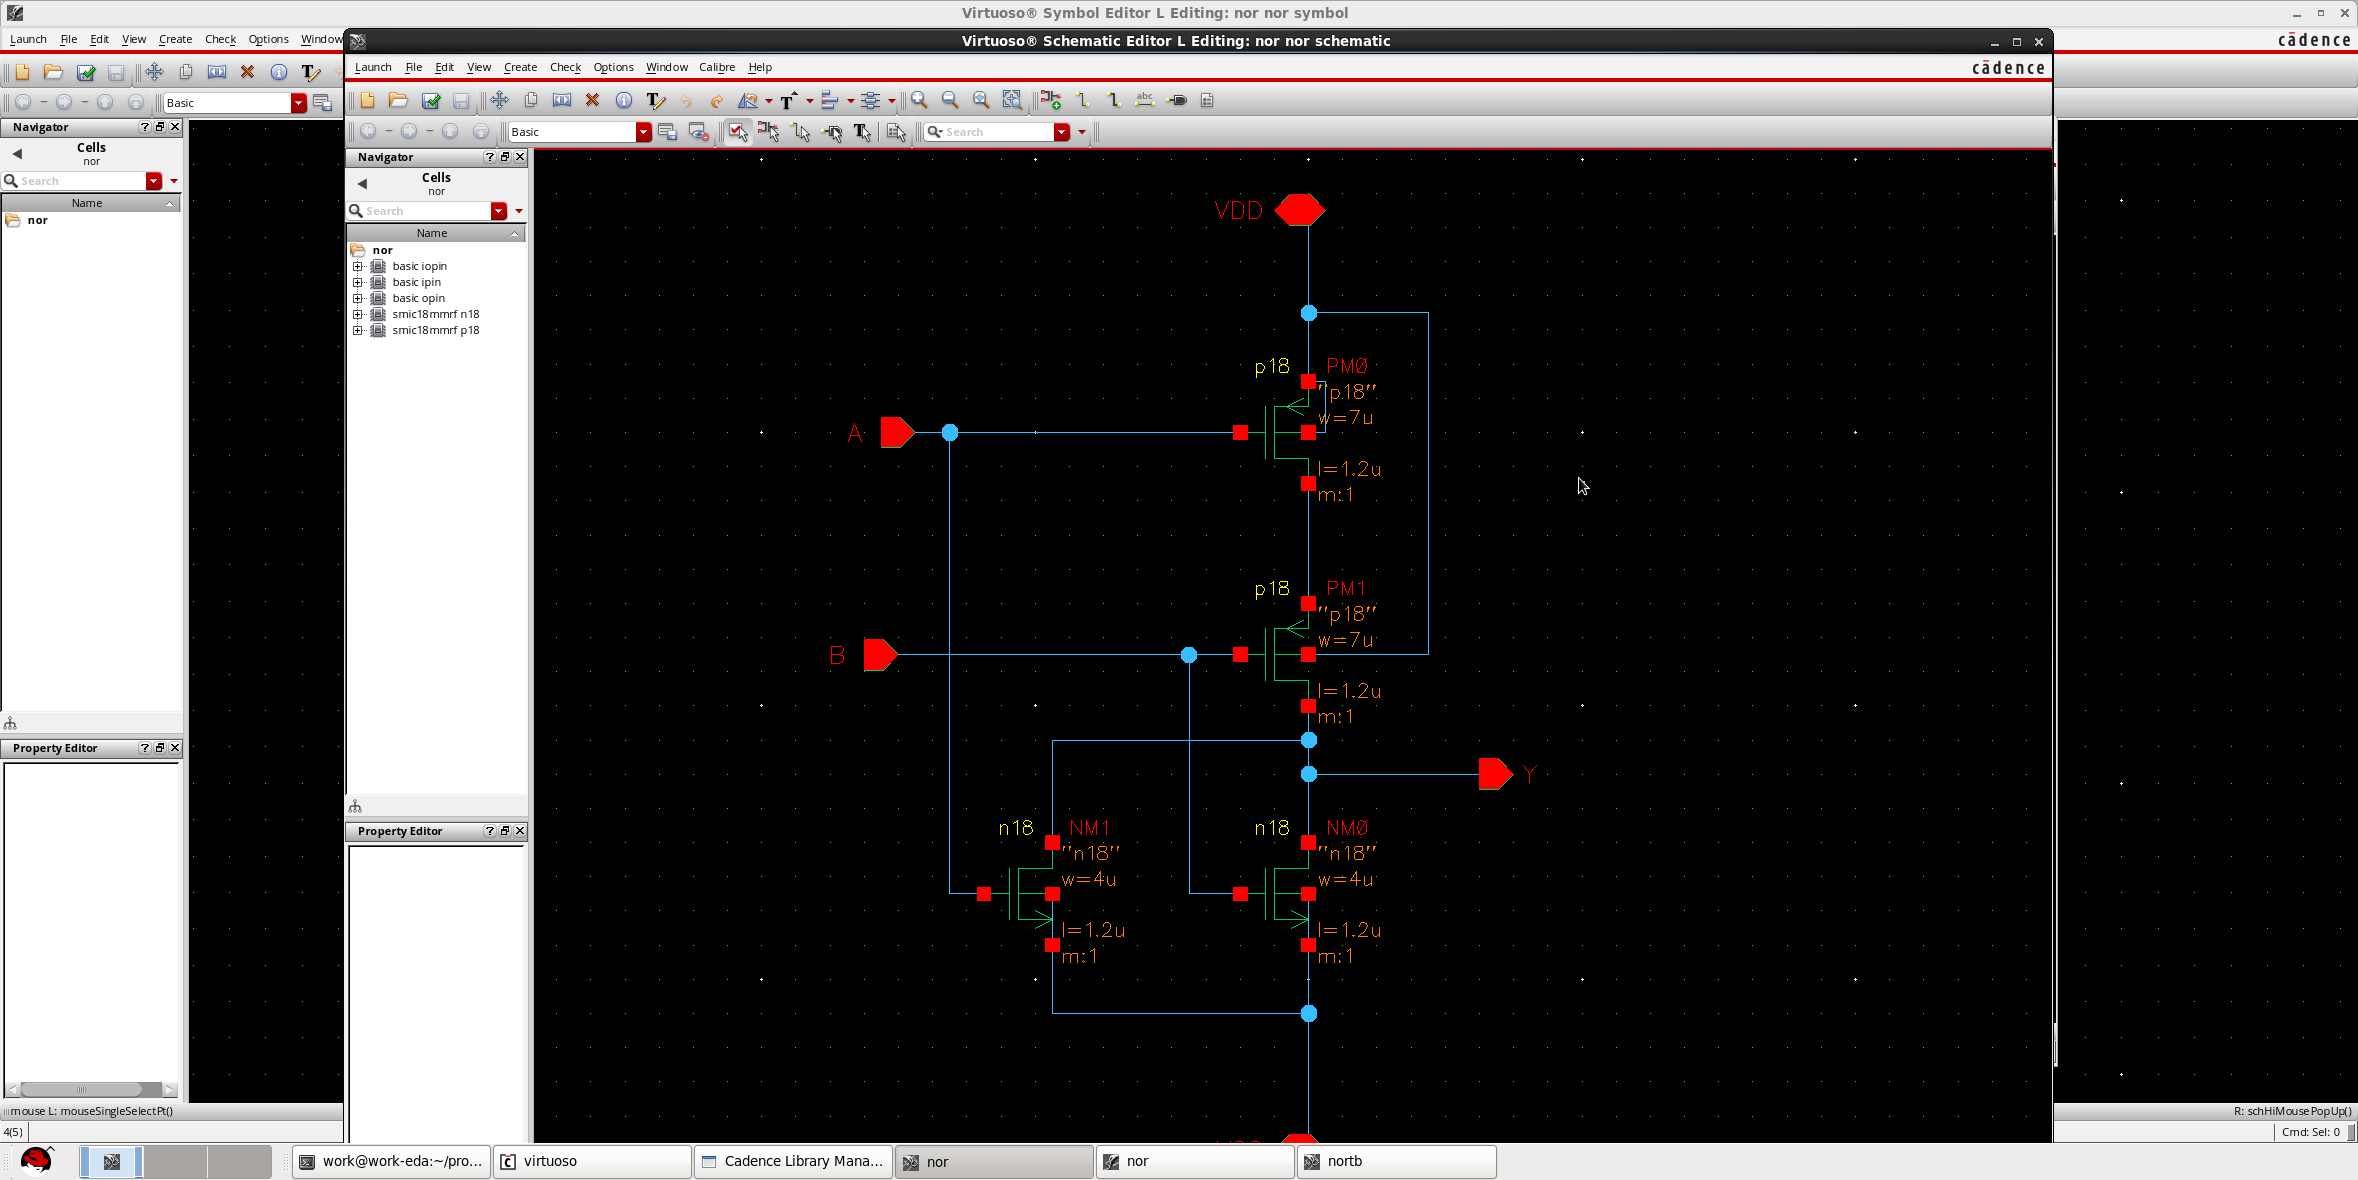 Virtuoso® Symbol Editor L Editing: nor nor symbol
Launch File Edit View Create Check Options Window
cādence
Virtuoso® Schematic Editor L Editing: nor nor schematic
Launch File Edit View Create Check Options Window Calibre Help
cādence
Basic
Basic
Search
Navigator
Cells
nor
Search
Name
nor
Navigator
Cells
nor
Search
Name
nor
basic iopin
basic ipin
basic opin
smic18mmrf n18
smic18mmrf p18
VDD
p18 PM0
"p18"
w=7u
A
l=1.2u
m:1
p18 PM1
"p18"
w=7u
B
l=1.2u
m:1
Y
n18 NM1
"n18"
w=4u
l=1.2u
m:1
n18 NM0
"n18"
w=4u
l=1.2u
m:1
Property Editor
Property Editor
mouse L: mouseSingleSelectPt()
R: schHiMousePopUp()
4(5)
Cmd: Sel: 0
work@work-eda:~/pro...
virtuoso
Cadence Library Mana...
nor
nor
nortb